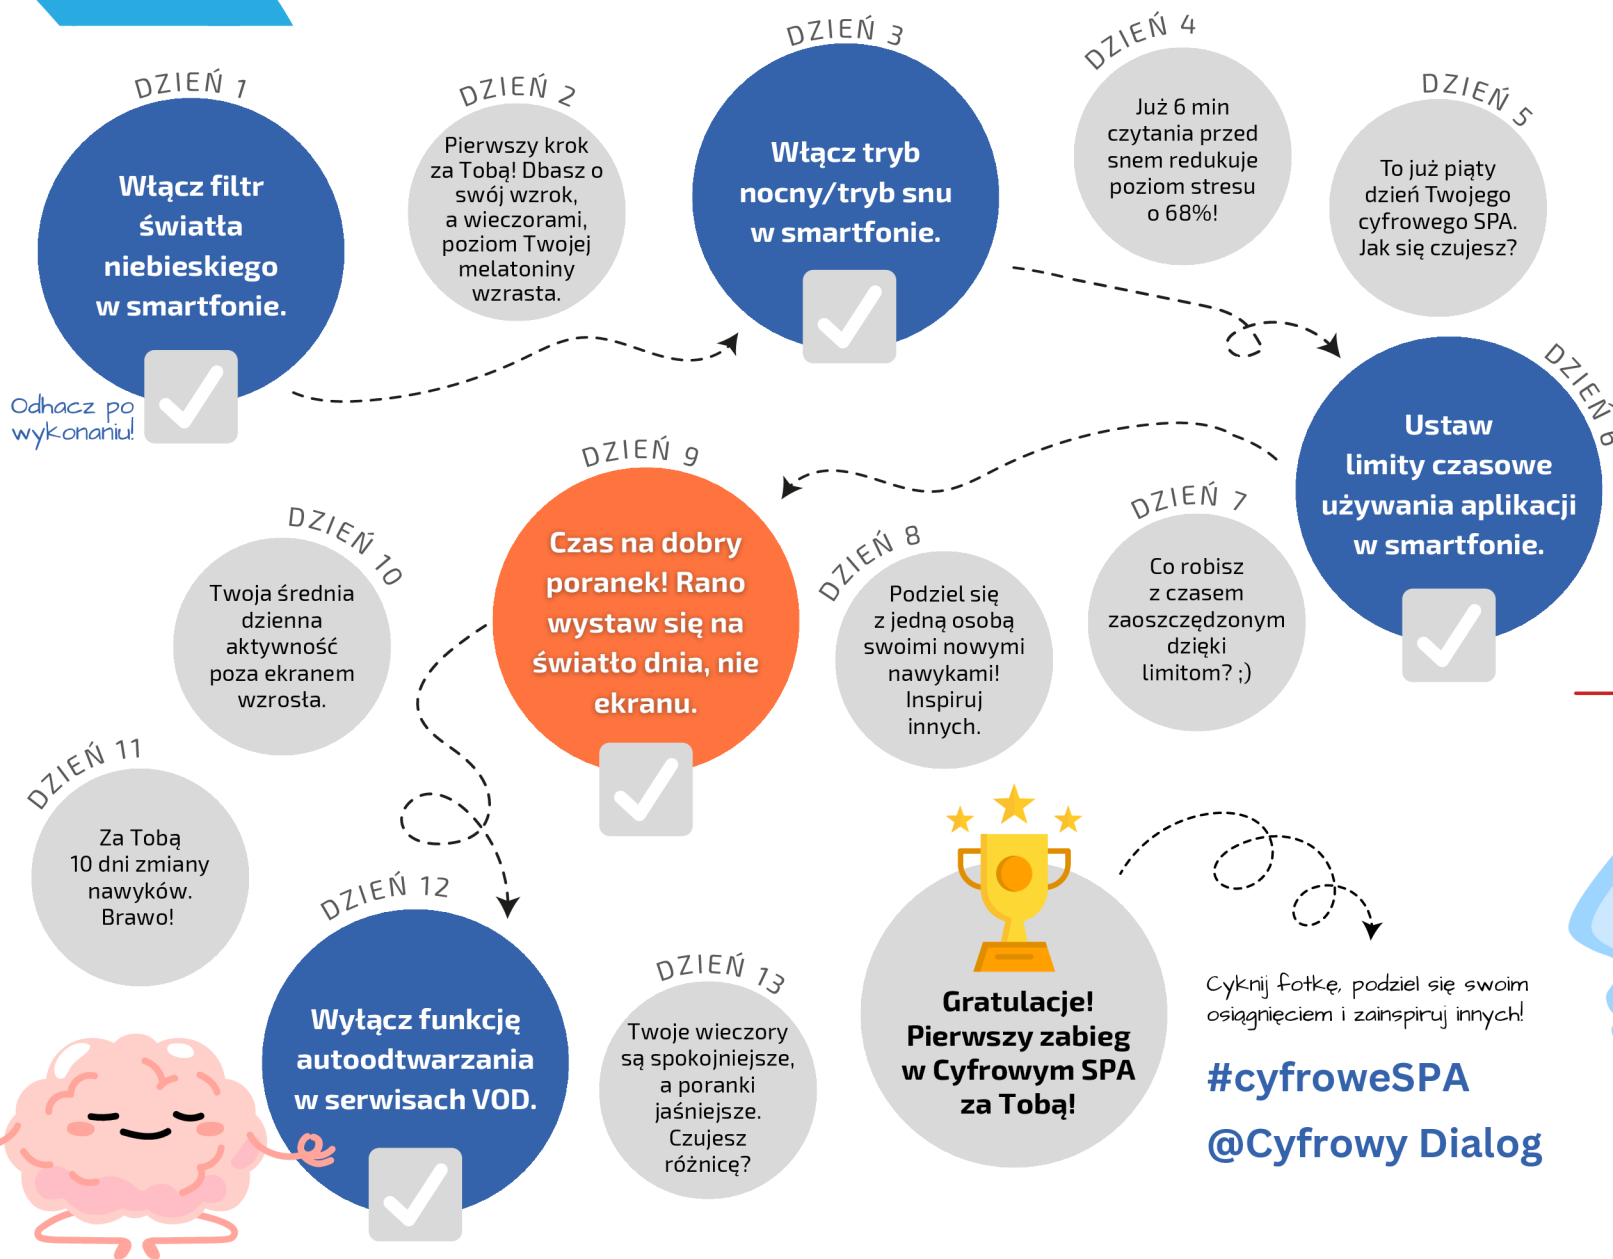 DZIEŃ 1
Włącz filtr
światła
niebieskiego
w smartfonie.
Odhacz po
wykonaniu!
DZIEŃ 2
Pierwszy krok
za Tobą! Dbasz o
swój wzrok,
a wieczorami,
poziom Twojej
melatoniny
wzrasta.
DZIEŃ 3
Włącz tryb
nocny/tryb snu
w smartfonie.
DZIEŃ 4
Już 6 min
czytania przed
snem redukuje
poziom stresu
o 68%!
DZIEŃ 5
To już piąty
dzień Twojego
cyfrowego SPA.
Jak się czujesz?
DZIEŃ 6
Ustaw
limity czasowe
używania aplikacji
w smartfonie.
DZIEŃ 7
Co robisz
z czasem
zaoszczędzonym
dzięki
limitom? ;)
DZIEŃ 8
Podziel się
z jedną osobą
swoimi nowymi
nawykami!
Inspiruj
innych.
DZIEŃ 9
Czas na dobry
poranek! Rano
wystaw się na
światło dnia, nie
ekranu.
DZIEŃ 10
Twoja średnia
dzienna
aktywność
poza ekranem
wzrosła.
DZIEŃ 11
Za Tobą
10 dni zmiany
nawyków.
Brawo!
DZIEŃ 12
Wyłącz funkcję
autoodtwarzania
w serwisach VOD.
DZIEŃ 13
Twoje wieczory
są spokojniejsze,
a poranki
jaśniejsze.
Czujesz
różnicę?
Gratulacje!
Pierwszy zabieg
w Cyfrowym SPA
za Tobą!
Cyknij fotkę, podziel się swoim
osiągnięciem i zainspiruj innych!
#cyfroweSPA
@Cyfrowy Dialog